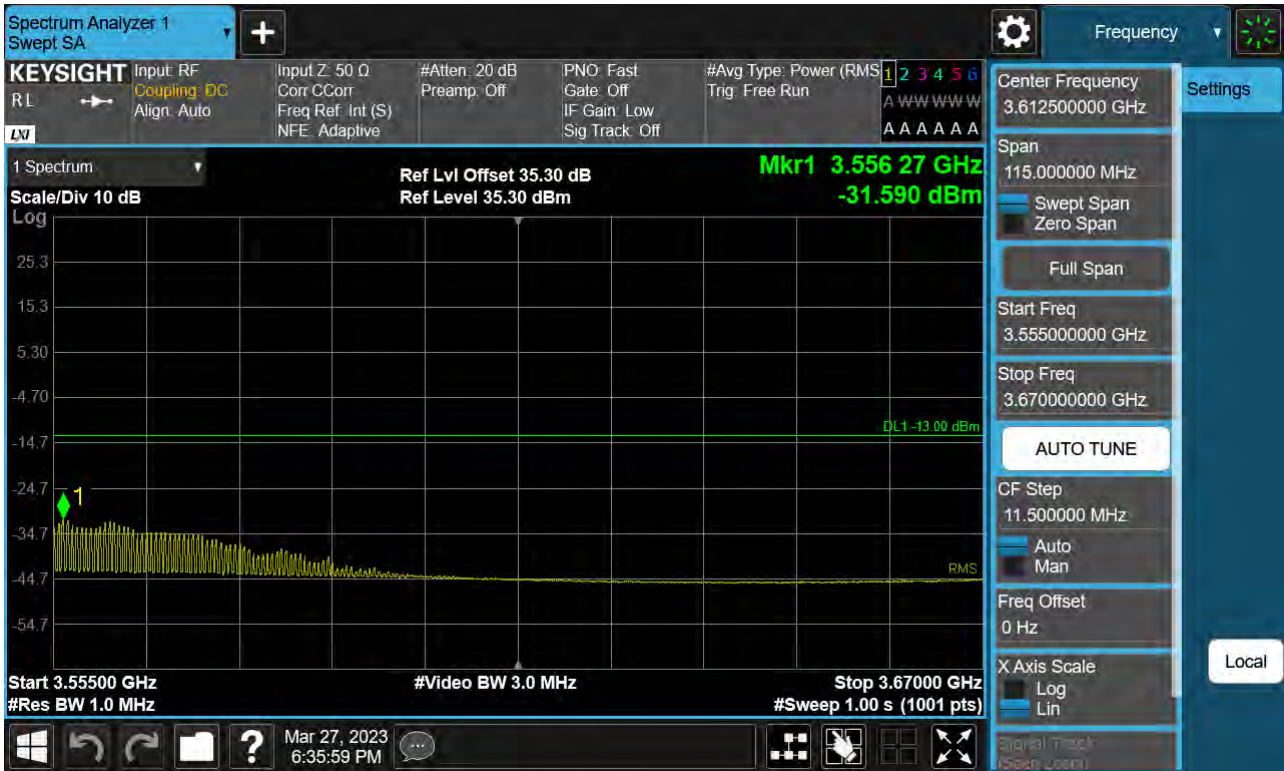 Spectrum Analyzer 1
Swept SA
Frequency
KEYSIGHT
RL
LXI
Input: RF
Coupling: DC
Align: Auto
Input Z: 50 Ω
Corr CCorr
Freq Ref: Int (S)
NFE: Adaptive
#Atten: 20 dB
Preamp: Off
PNO: Fast
Gate: Off
IF Gain: Low
Sig Track: Off
#Avg Type: Power (RMS
Trig: Free Run
1 2 3 4 5 6
A W W W W W
A A A A A A
1 Spectrum
Scale/Div 10 dB
Log
Ref Lvl Offset 35.30 dB
Ref Level 35.30 dBm
Mkr1 3.556 27 GHz
-31.590 dBm
25.3
15.3
5.30
-4.70
-14.7
-24.7
-34.7
-44.7
-54.7
DL1 -13.00 dBm
1
RMS
Start 3.55500 GHz
#Res BW 1.0 MHz
#Video BW 3.0 MHz
Stop 3.67000 GHz
#Sweep 1.00 s (1001 pts)
Center Frequency
3.612500000 GHz
Settings
Span
115.000000 MHz
Swept Span
Zero Span
Full Span
Start Freq
3.555000000 GHz
Stop Freq
3.670000000 GHz
AUTO TUNE
CF Step
11.500000 MHz
Auto
Man
Freq Offset
0 Hz
X Axis Scale
Log
Lin
Signal Track
(Span Zoom)
Local
?
Mar 27, 2023
6:35:59 PM